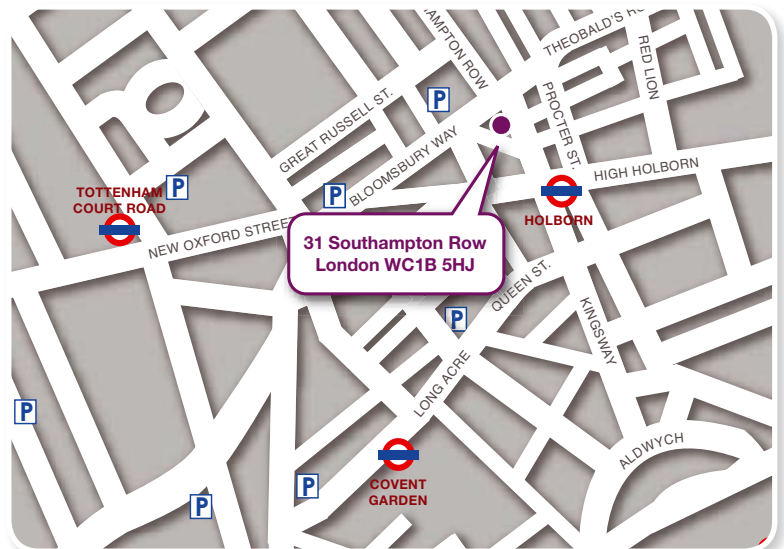 HAMPTON ROW
THEOBALD'S R
RED LION
P
PROCTER ST.
GREAT RUSSELL ST.
BLOOMSBURY WAY
HIGH HOLBORN
P
P
TOTTENHAM
COURT ROAD
HOLBORN
NEW OXFORD STREET
31 Southampton Row
London WC1B 5HJ
QUEEN ST.
P
KINGSWAY
LONG ACRE
P
ALDWYCH
COVENT
GARDEN
P
P